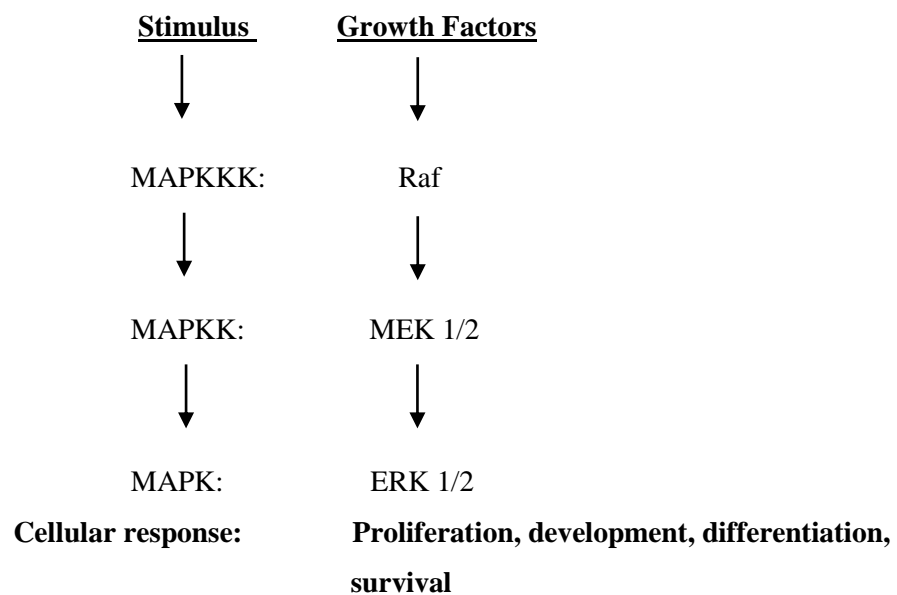 Stimulus Growth Factors
MAPKKK: Raf
MAPKK: MEK 1/2
MAPK: ERK 1/2
Cellular response: Proliferation, development, differentiation,
survival